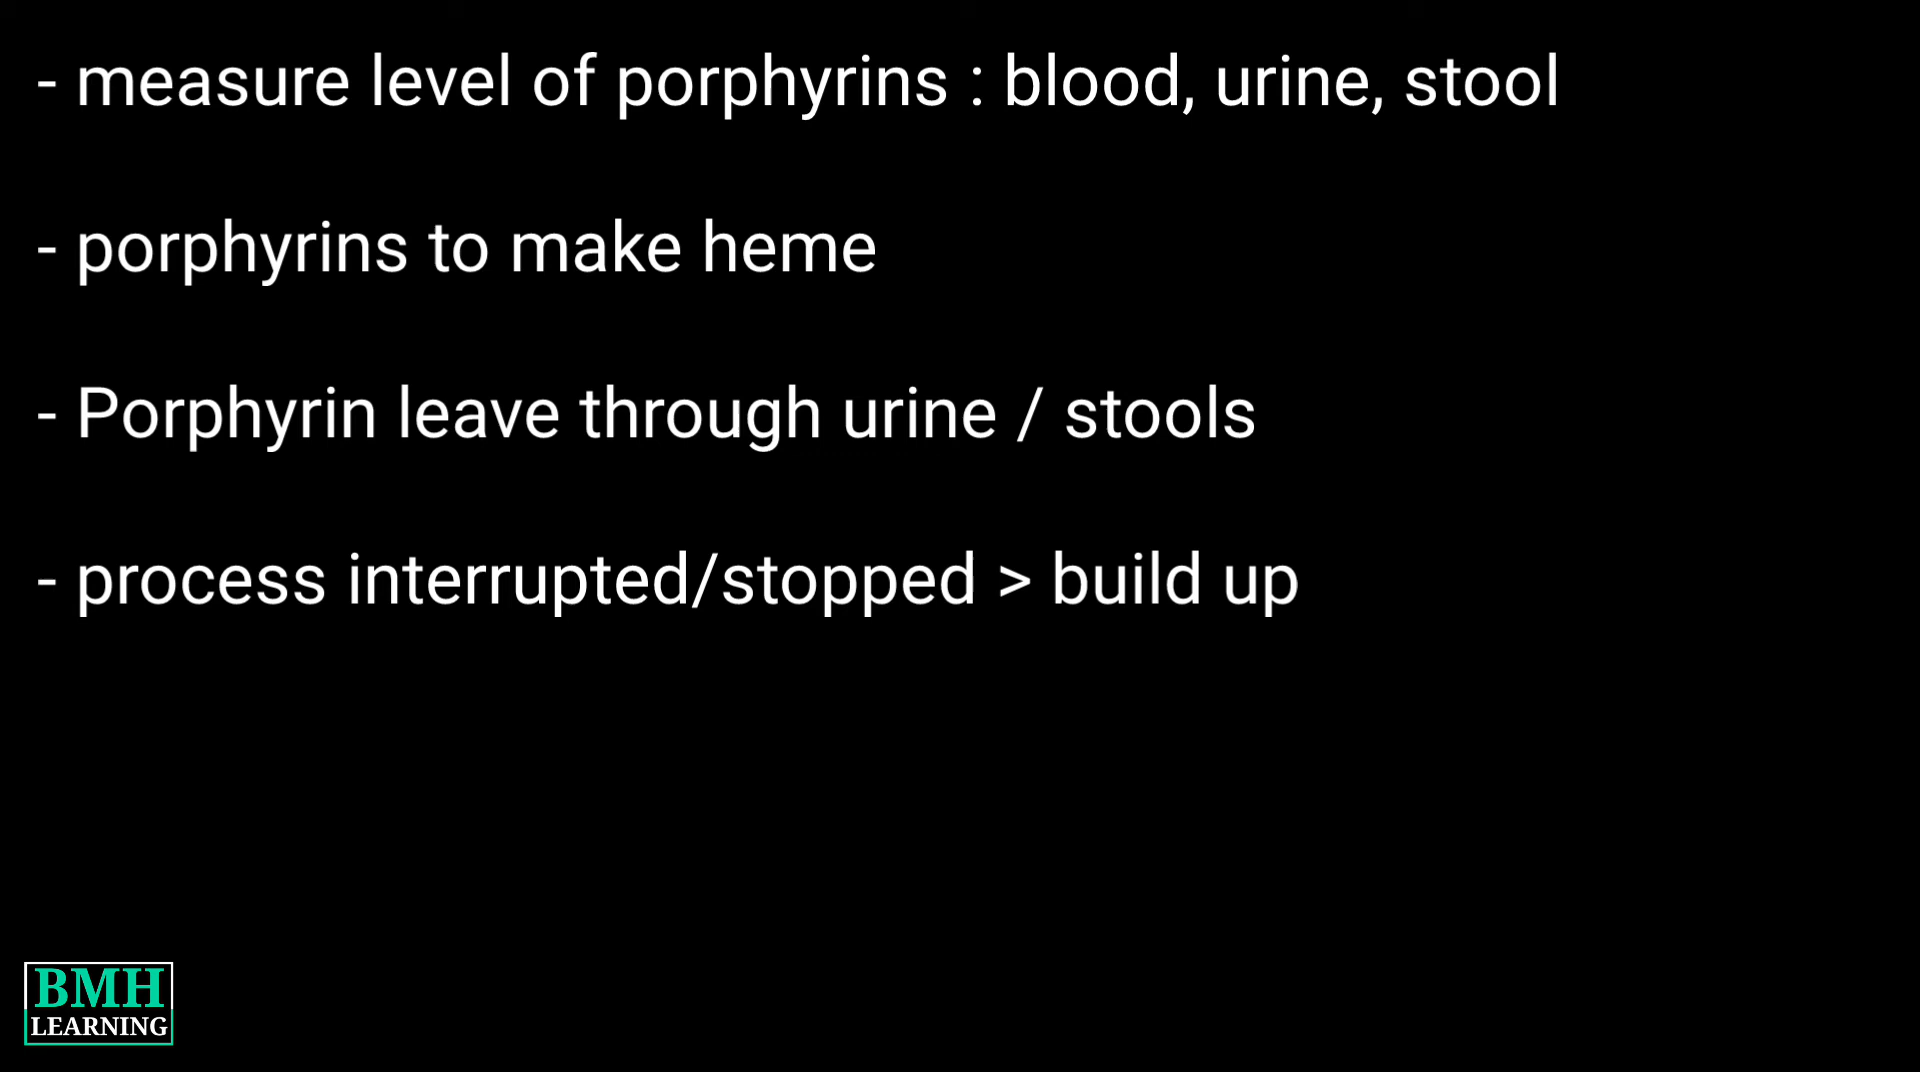 - measure level of porphyrins : blood, urine, stool
- porphyrins to make heme
- Porphyrin leave through urine / stools
- process interrupted/stopped > build up
BMH
LEARNING